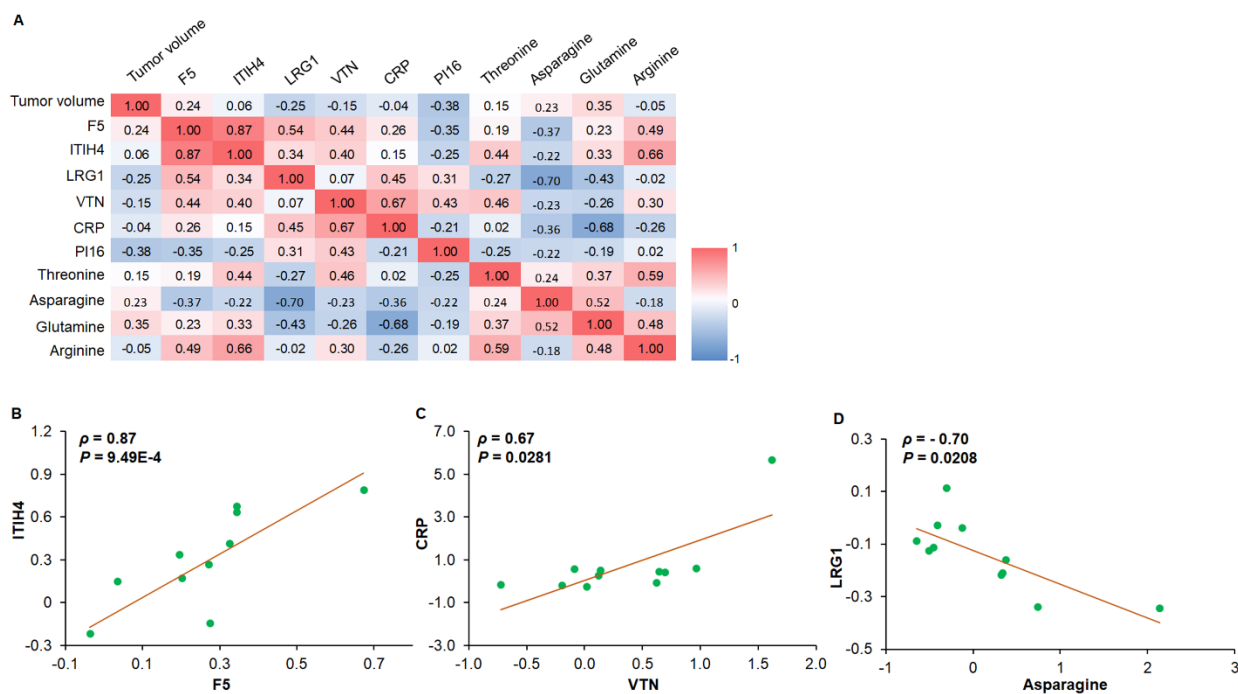 A
Tumor volume F5 ITIH4 LRG1 VTN CRP PI16 Threonine Asparagine Glutamine Arginine
Tumor volume 1.00 0.24 0.06 -0.25 -0.15 -0.04 -0.38 0.15 0.23 0.35 -0.05
F5 0.24 1.00 0.87 0.54 0.44 0.26 -0.35 0.19 -0.37 0.23 0.49
ITIH4 0.06 0.87 1.00 0.34 0.40 0.15 -0.25 0.44 -0.22 0.33 0.66
LRG1 -0.25 0.54 0.34 1.00 0.07 0.45 0.31 -0.27 -0.70 -0.43 -0.02
VTN -0.15 0.44 0.40 0.07 1.00 0.67 0.43 0.46 -0.23 -0.26 0.30
CRP -0.04 0.26 0.15 0.45 0.67 1.00 -0.21 0.02 -0.36 -0.68 -0.26
PI16 -0.38 -0.35 -0.25 0.31 0.43 -0.21 1.00 -0.25 -0.22 -0.19 0.02
Threonine 0.15 0.19 0.44 -0.27 0.46 0.02 -0.25 1.00 0.24 0.37 0.59
Asparagine 0.23 -0.37 -0.22 -0.70 -0.23 -0.36 -0.22 0.24 1.00 0.52 -0.18
Glutamine 0.35 0.23 0.33 -0.43 -0.26 -0.68 -0.19 0.37 0.52 1.00 0.48
Arginine -0.05 0.49 0.66 -0.02 0.30 -0.26 0.02 0.59 -0.18 0.48 1.00
1
0
-1
B
ρ = 0.87
P = 9.49E-4
ITIH4
1.2
0.9
0.6
0.3
0
-0.3
-0.1 0.1 0.3 0.5 0.7
F5
C
ρ = 0.67
P = 0.0281
CRP
7.0
5.0
3.0
1.0
-1.0
-3.0
-1.0 -0.5 0.0 0.5 1.0 1.5 2.0
VTN
D
ρ = - 0.70
P = 0.0208
LRG1
0.3
0.1
-0.1
-0.3
-0.5
-1 0 1 2 3
Asparagine